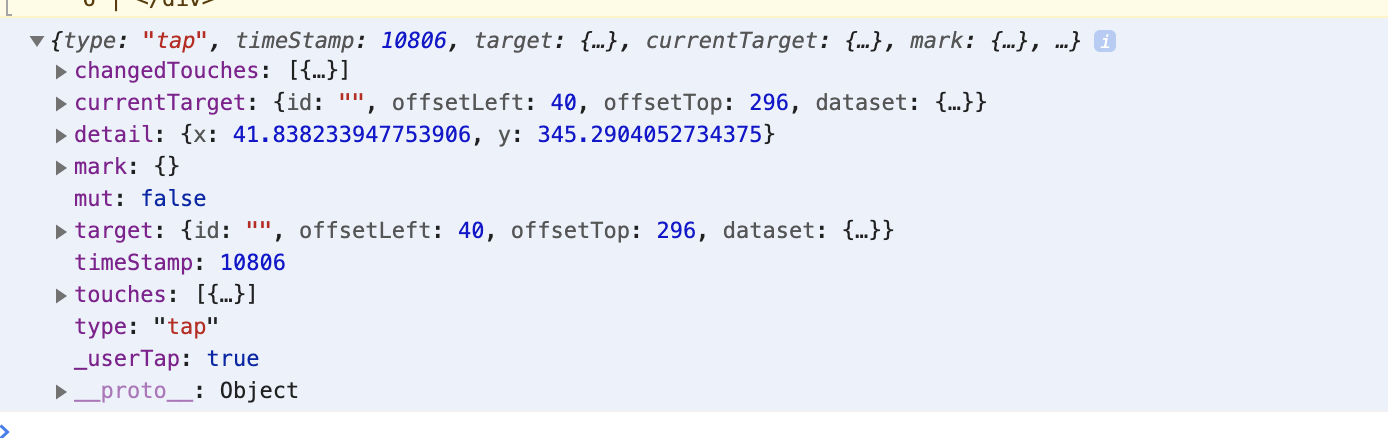 6 | </div>
{type: "tap", timeStamp: 10806, target: {…}, currentTarget: {…}, mark: {…}, …} i
changedTouches: [{…}]
currentTarget: {id: "", offsetLeft: 40, offsetTop: 296, dataset: {…}}
detail: {x: 41.838233947753906, y: 345.2904052734375}
mark: {}
mut: false
target: {id: "", offsetLeft: 40, offsetTop: 296, dataset: {…}}
timeStamp: 10806
touches: [{…}]
type: "tap"
_userTap: true
__proto__: Object